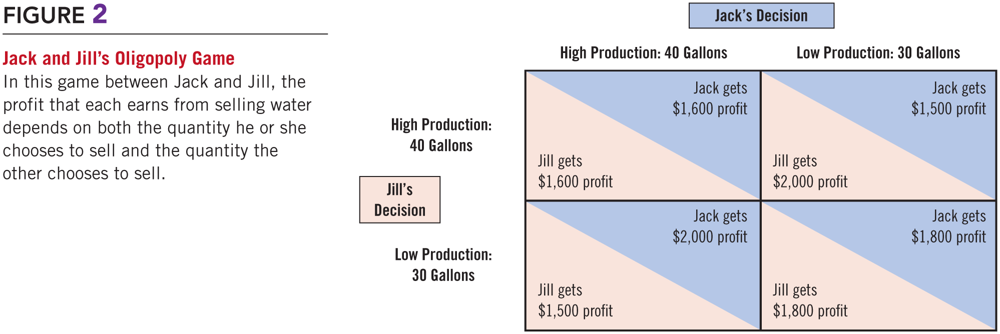 FIGURE 2
Jack and Jill’s Oligopoly Game
In this game between Jack and Jill, the
profit that each earns from selling water
depends on both the quantity he or she
chooses to sell and the quantity the
other chooses to sell.
Jack’s Decision
High Production: 40 Gallons
Low Production: 30 Gallons
Jill’s
Decision
High Production:
40 Gallons
Jack gets
$1,600 profit
Jill gets
$1,600 profit
Jack gets
$1,500 profit
Jill gets
$2,000 profit
Low Production:
30 Gallons
Jack gets
$2,000 profit
Jill gets
$1,500 profit
Jack gets
$1,800 profit
Jill gets
$1,800 profit